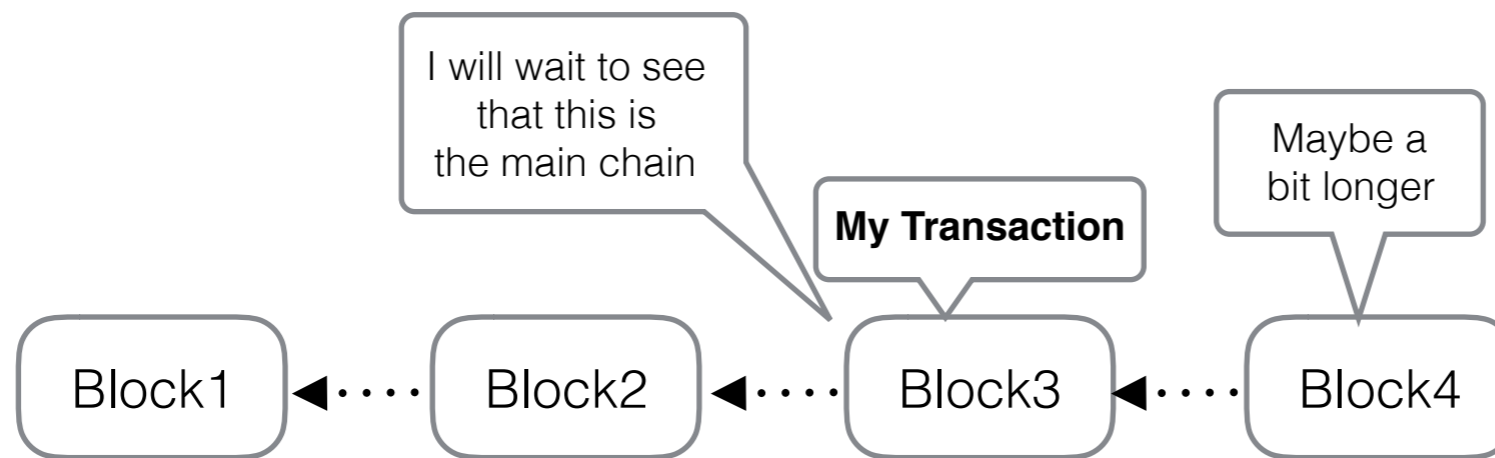 I will wait to see
that this is
the main chain
My Transaction
Maybe a
bit longer
Block1
Block2
Block3
Block4